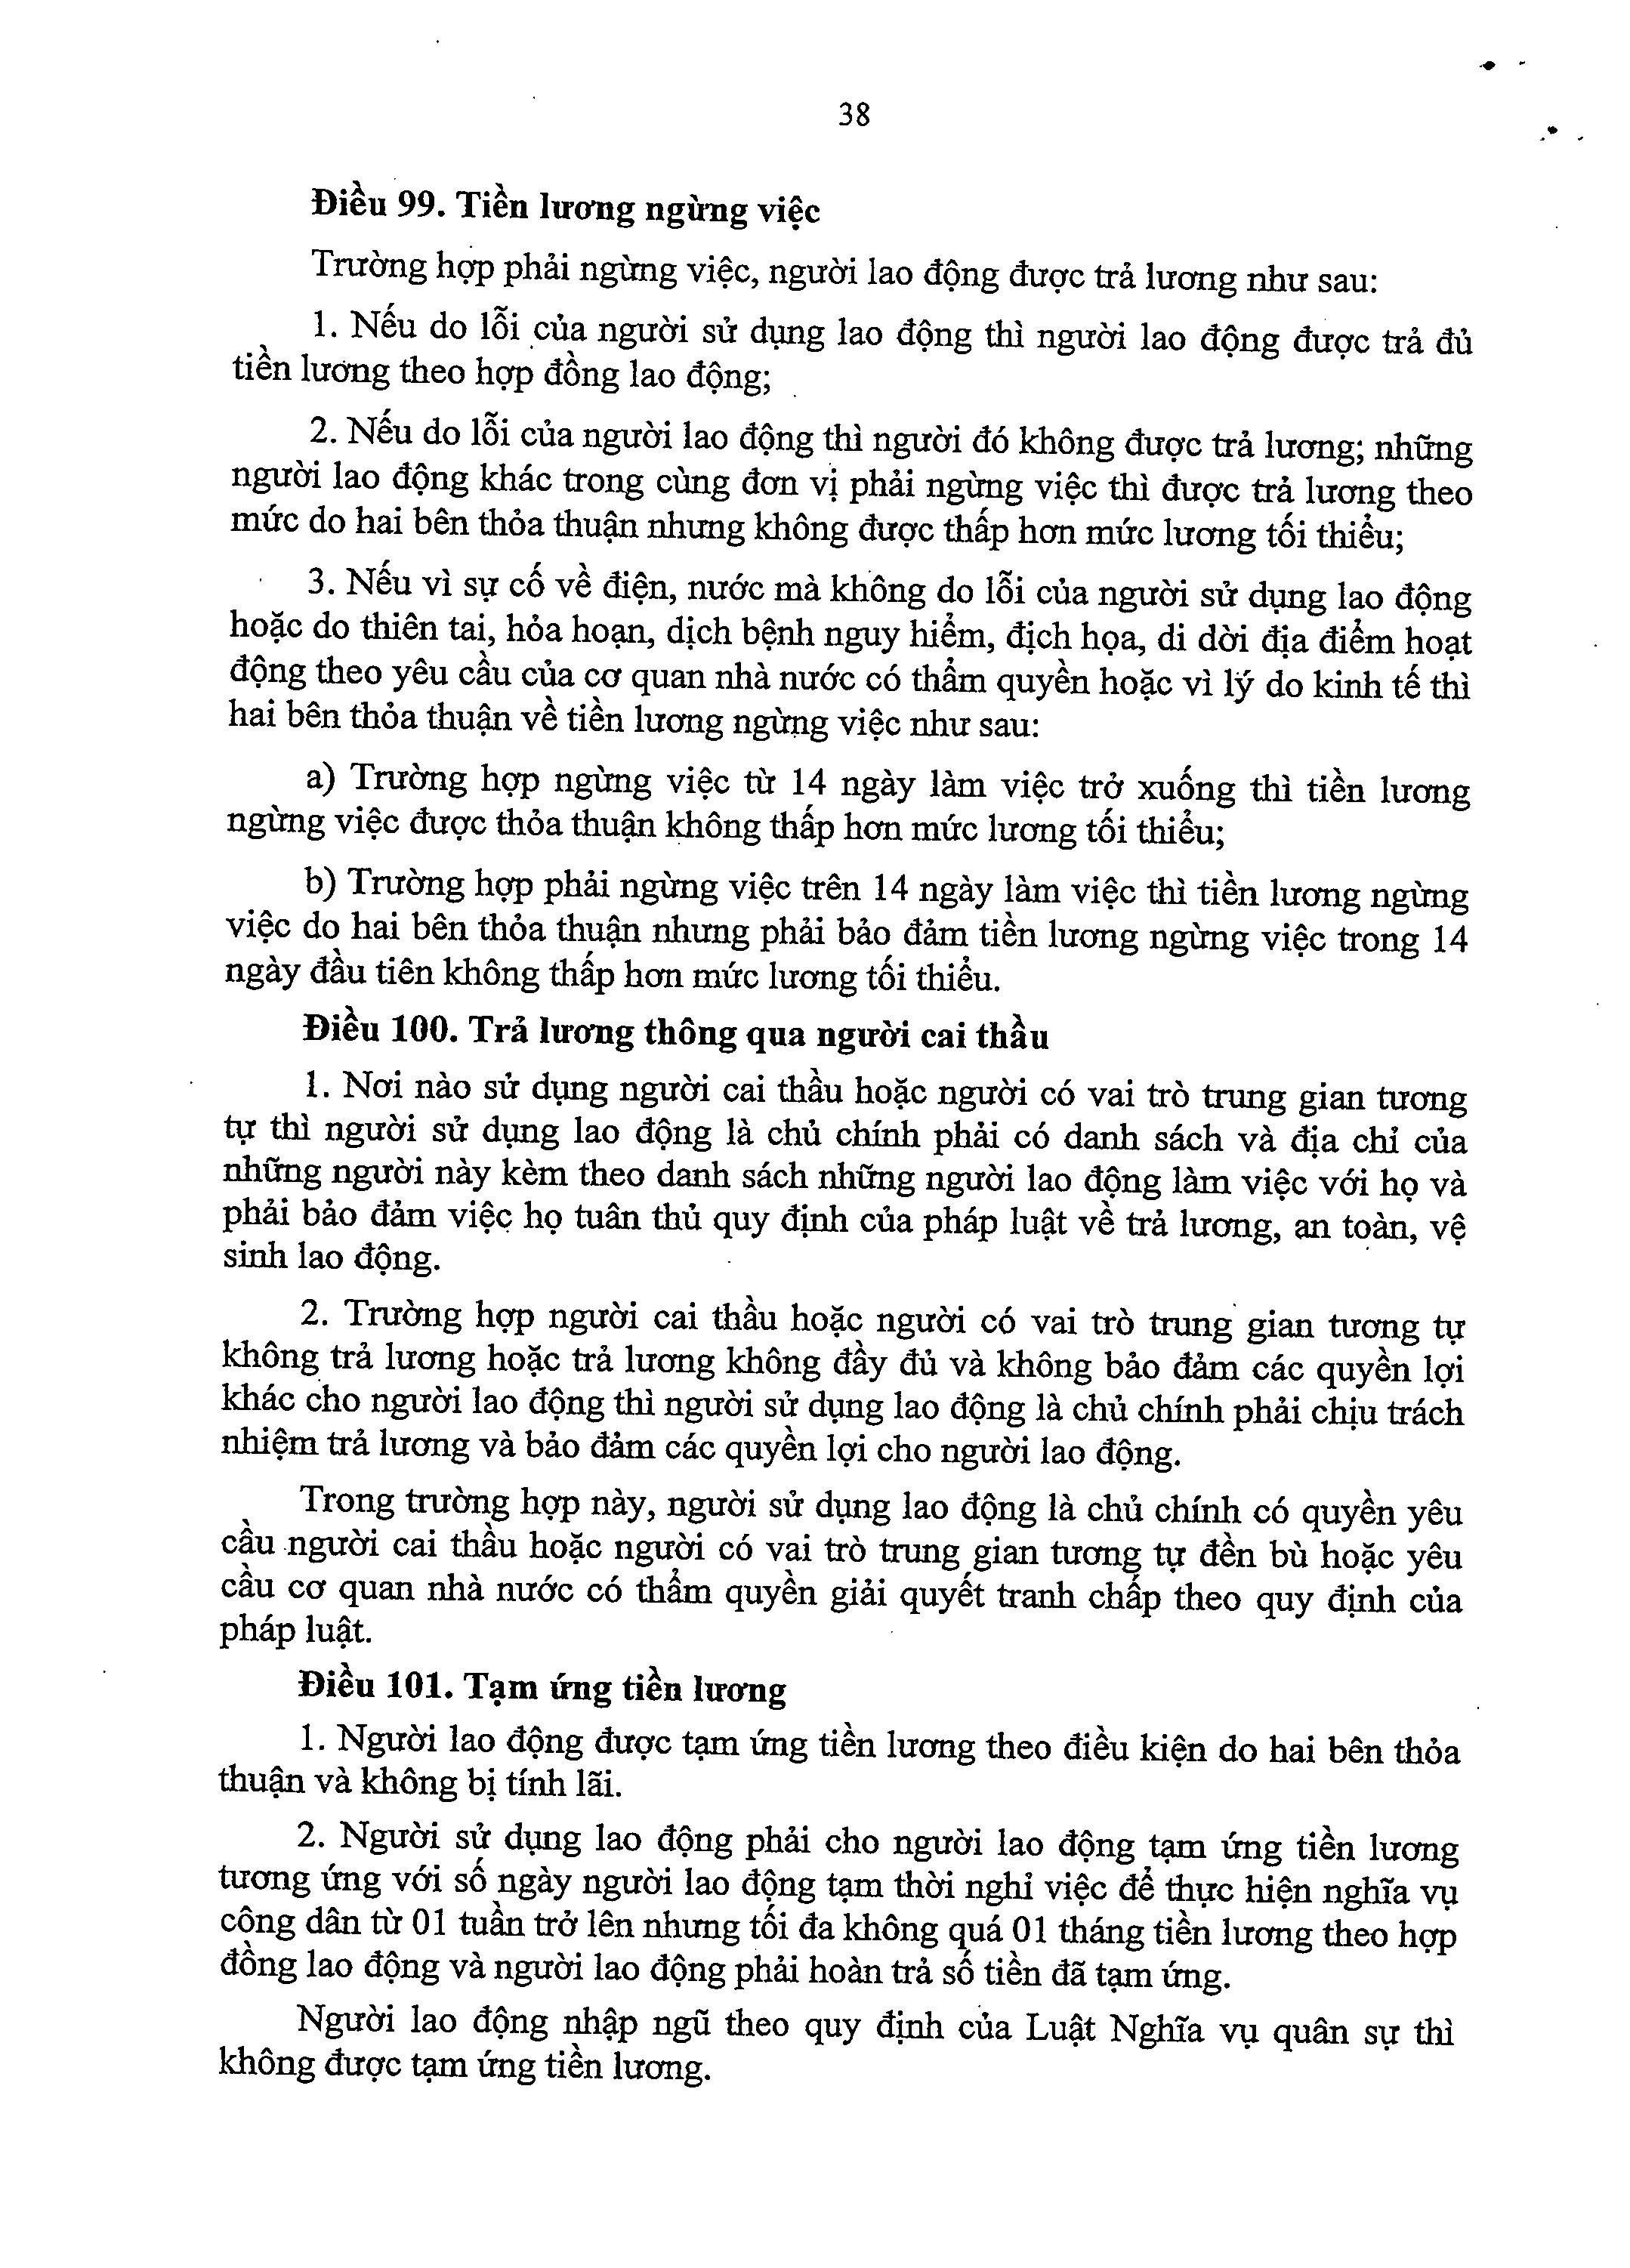 38
Điều 99. Tiền lương ngừng việc
Trường hợp phải ngừng việc, người lao động được trả lương như sau:
1. Nếu do lỗi của người sử dụng lao động thì người lao động được trả đủ
tiền lương theo hợp đồng lao động;
2. Nếu do lỗi của người lao động thì người đó không được trả lương; những
người lao động khác trong cùng đơn vị phải ngừng việc thì được trả lương theo
mức do hai bên thỏa thuận nhưng không được thấp hơn mức lương tối thiểu;
3. Nếu vì sự cố về điện, nước mà không do lỗi của người sử dụng lao động
hoặc do thiên tai, hỏa hoạn, dịch bệnh nguy hiểm, địch họa, di dời địa điểm hoạt
động theo yêu cầu của cơ quan nhà nước có thẩm quyền hoặc vì lý do kinh tế thì
hai bên thỏa thuận về tiền lương ngừng việc như sau:
a) Trường hợp ngừng việc từ 14 ngày làm việc trở xuống thì tiền lương
ngừng việc được thỏa thuận không thấp hơn mức lương tối thiểu;
b) Trường hợp phải ngừng việc trên 14 ngày làm việc thì tiền lương ngừng
việc do hai bên thỏa thuận nhưng phải bảo đảm tiền lương ngừng việc trong 14
ngày đầu tiên không thấp hơn mức lương tối thiểu.
Điều 100. Trả lương thông qua người cai thầu
1. Nơi nào sử dụng người cai thầu hoặc người có vai trò trung gian tương
tự thì người sử dụng lao động là chủ chính phải có danh sách và địa chỉ của
những người này kèm theo danh sách những người lao động làm việc với họ và
phải bảo đảm việc họ tuân thủ quy định của pháp luật về trả lương, an toàn, vệ
sinh lao động.
2. Trường hợp người cai thầu hoặc người có vai trò trung gian tương tự
không trả lương hoặc trả lương không đầy đủ và không bảo đảm các quyền lợi
khác cho người lao động thì người sử dụng lao động là chủ chính phải chịu trách
nhiệm trả lương và bảo đảm các quyền lợi cho người lao động.
Trong trường hợp này, người sử dụng lao động là chủ chính có quyền yêu
cầu người cai thầu hoặc người có vai trò trung gian tương tự đền bù hoặc yêu
cầu cơ quan nhà nước có thẩm quyền giải quyết tranh chấp theo quy định của
pháp luật.
Điều 101. Tạm ứng tiền lương
1. Người lao động được tạm ứng tiền lương theo điều kiện do hai bên thỏa
thuận và không bị tính lãi.
2. Người sử dụng lao động phải cho người lao động tạm ứng tiền lương
tương ứng với số ngày người lao động tạm thời nghỉ việc để thực hiện nghĩa vụ
công dân từ 01 tuần trở lên nhưng tối đa không quá 01 tháng tiền lương theo hợp
đồng lao động và người lao động phải hoàn trả số tiền đã tạm ứng.
Người lao động nhập ngũ theo quy định của Luật Nghĩa vụ quân sự thì
không được tạm ứng tiền lương.